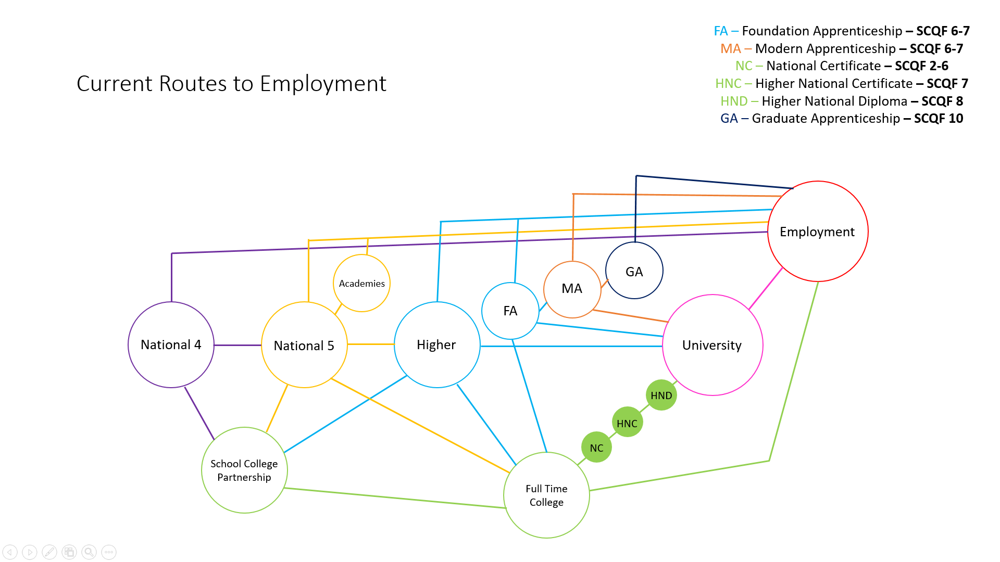 FA – Foundation Apprenticeship – SCQF 6-7
MA – Modern Apprenticeship – SCQF 6-7
NC – National Certificate – SCQF 2-6
HNC – Higher National Certificate – SCQF 7
HND – Higher National Diploma – SCQF 8
GA – Graduate Apprenticeship – SCQF 10
Current Routes to Employment
Employment
GA
Academies
MA
FA
National 4
National 5
Higher
University
HND
HNC
NC
School College
Partnership
Full Time
College